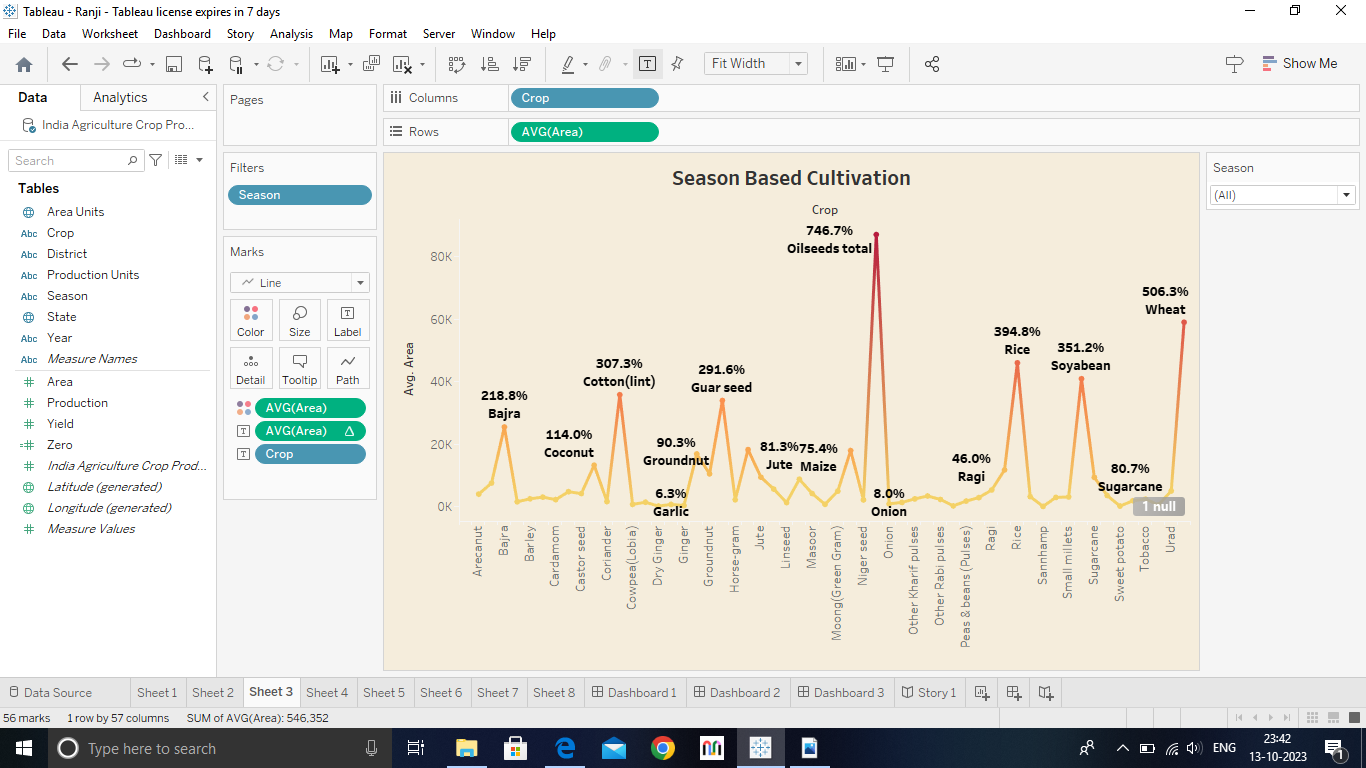 Tableau - Ranji - Tableau license expires in 7 days
File Data Worksheet Dashboard Story Analysis Map Format Server Window Help
Fit Width
Show Me
Data Analytics
India Agriculture Crop Pro...
Search
Tables
Area Units
Abc Crop
Abc District
Abc Production Units
Abc Season
State
Abc Year
Abc Measure Names
Area
Production
Yield
Zero
India Agriculture Crop Prod...
Latitude (generated)
Longitude (generated)
Measure Values
Pages
Filters
Season
Marks
Line
Color Size Label
Detail Tooltip Path
AVG(Area)
AVG(Area)
Crop
Columns Crop
Rows AVG(Area)
Season Based Cultivation
Crop
Avg. Area
80K
60K
40K
20K
0K
218.8%
Bajra
114.0%
Coconut
307.3%
Cotton(lint)
90.3%
Groundnut
6.3%
Garlic
291.6%
Guar seed
81.3%
Jute
75.4%
Maize
746.7%
Oilseeds total
8.0%
Onion
46.0%
Ragi
394.8%
Rice
351.2%
Soyabean
80.7%
Sugarcane
506.3%
Wheat
1 null
Arecanut
Bajra
Barley
Cardamom
Castor seed
Coriander
Cowpea(Lobia)
Dry Ginger
Ginger
Groundnut
Horse-gram
Jute
Linseed
Masoor
Moong(Green Gram)
Niger seed
Onion
Other Kharif pulses
Other Rabi pulses
Peas & beans (Pulses)
Ragi
Rice
Sannhamp
Small millets
Sugarcane
Sweet potato
Tobacco
Urad
Season
(All)
Data Source Sheet 1 Sheet 2 Sheet 3 Sheet 4 Sheet 5 Sheet 6 Sheet 7 Sheet 8 Dashboard 1 Dashboard 2 Dashboard 3 Story 1
56 marks 1 row by 57 columns SUM of AVG(Area): 546,352
Type here to search
ENG
23:42
13-10-2023
1